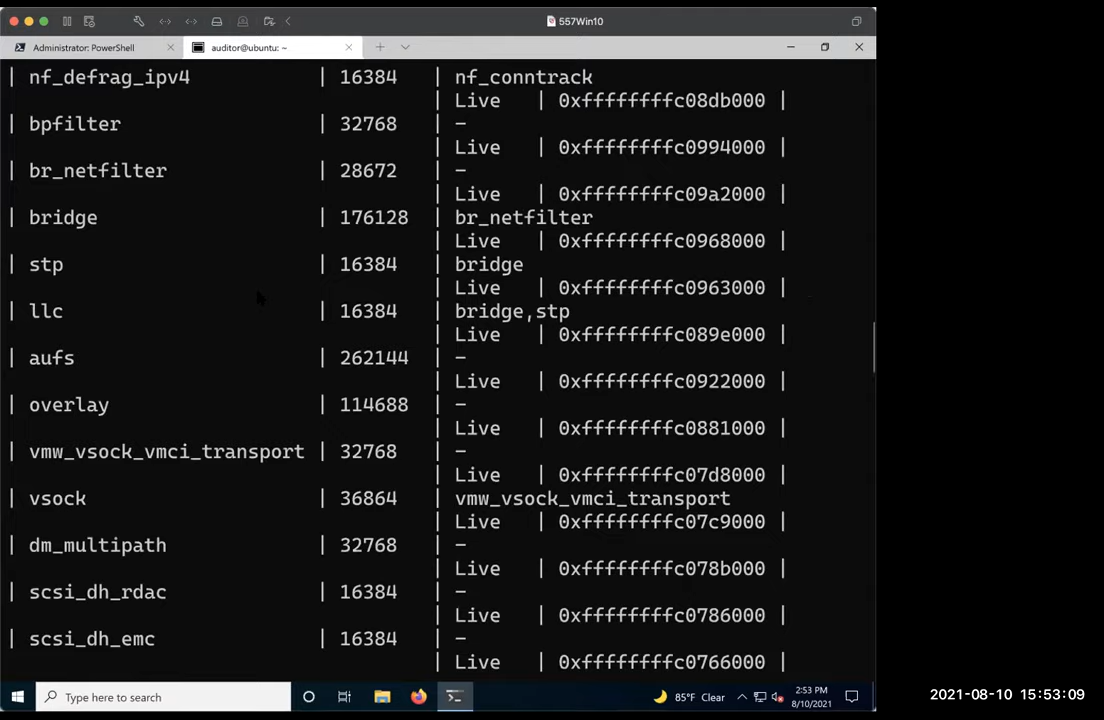 557Win10
Administrator: PowerShell
auditor@ubuntu: ~
| nf_defrag_ipv4 | 16384 | nf_conntrack
| Live | 0xffffffffc08db000 |
| bpfilter | 32768 | -
| Live | 0xffffffffc0994000 |
| br_netfilter | 28672 | -
| Live | 0xffffffffc09a2000 |
| bridge | 176128 | br_netfilter
| Live | 0xffffffffc0968000 |
| stp | 16384 | bridge
| Live | 0xffffffffc0963000 |
| llc | 16384 | bridge,stp
| Live | 0xffffffffc089e000 |
| aufs | 262144 | -
| Live | 0xffffffffc0922000 |
| overlay | 114688 | -
| Live | 0xffffffffc0881000 |
| vmw_vsock_vmci_transport | 32768 | -
| Live | 0xffffffffc07d8000 |
| vsock | 36864 | vmw_vsock_vmci_transport
| Live | 0xffffffffc07c9000 |
| dm_multipath | 32768 | -
| Live | 0xffffffffc078b000 |
| scsi_dh_rdac | 16384 | -
| Live | 0xffffffffc0786000 |
| scsi_dh_emc | 16384 | -
| Live | 0xffffffffc0766000 |
Type here to search
85°F Clear
2:53 PM
8/10/2021
2021-08-10 15:53:09